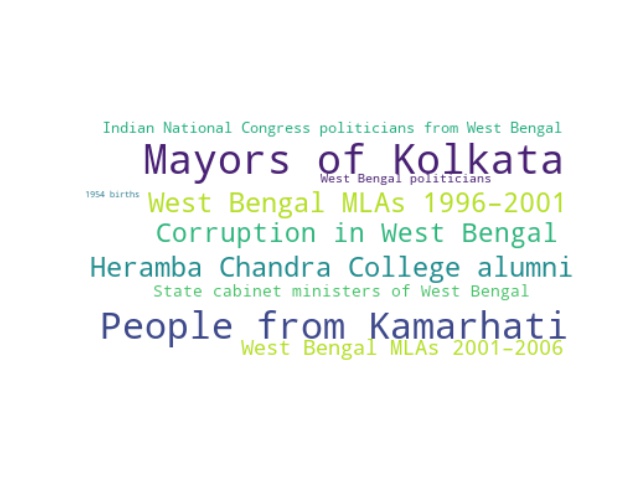 Indian National Congress politicians from West Bengal
Mayors of Kolkata
West Bengal politicians
1954 births
West Bengal MLAs 1996–2001
Corruption in West Bengal
Heramba Chandra College alumni
State cabinet ministers of West Bengal
People from Kamarhati
West Bengal MLAs 2001–2006